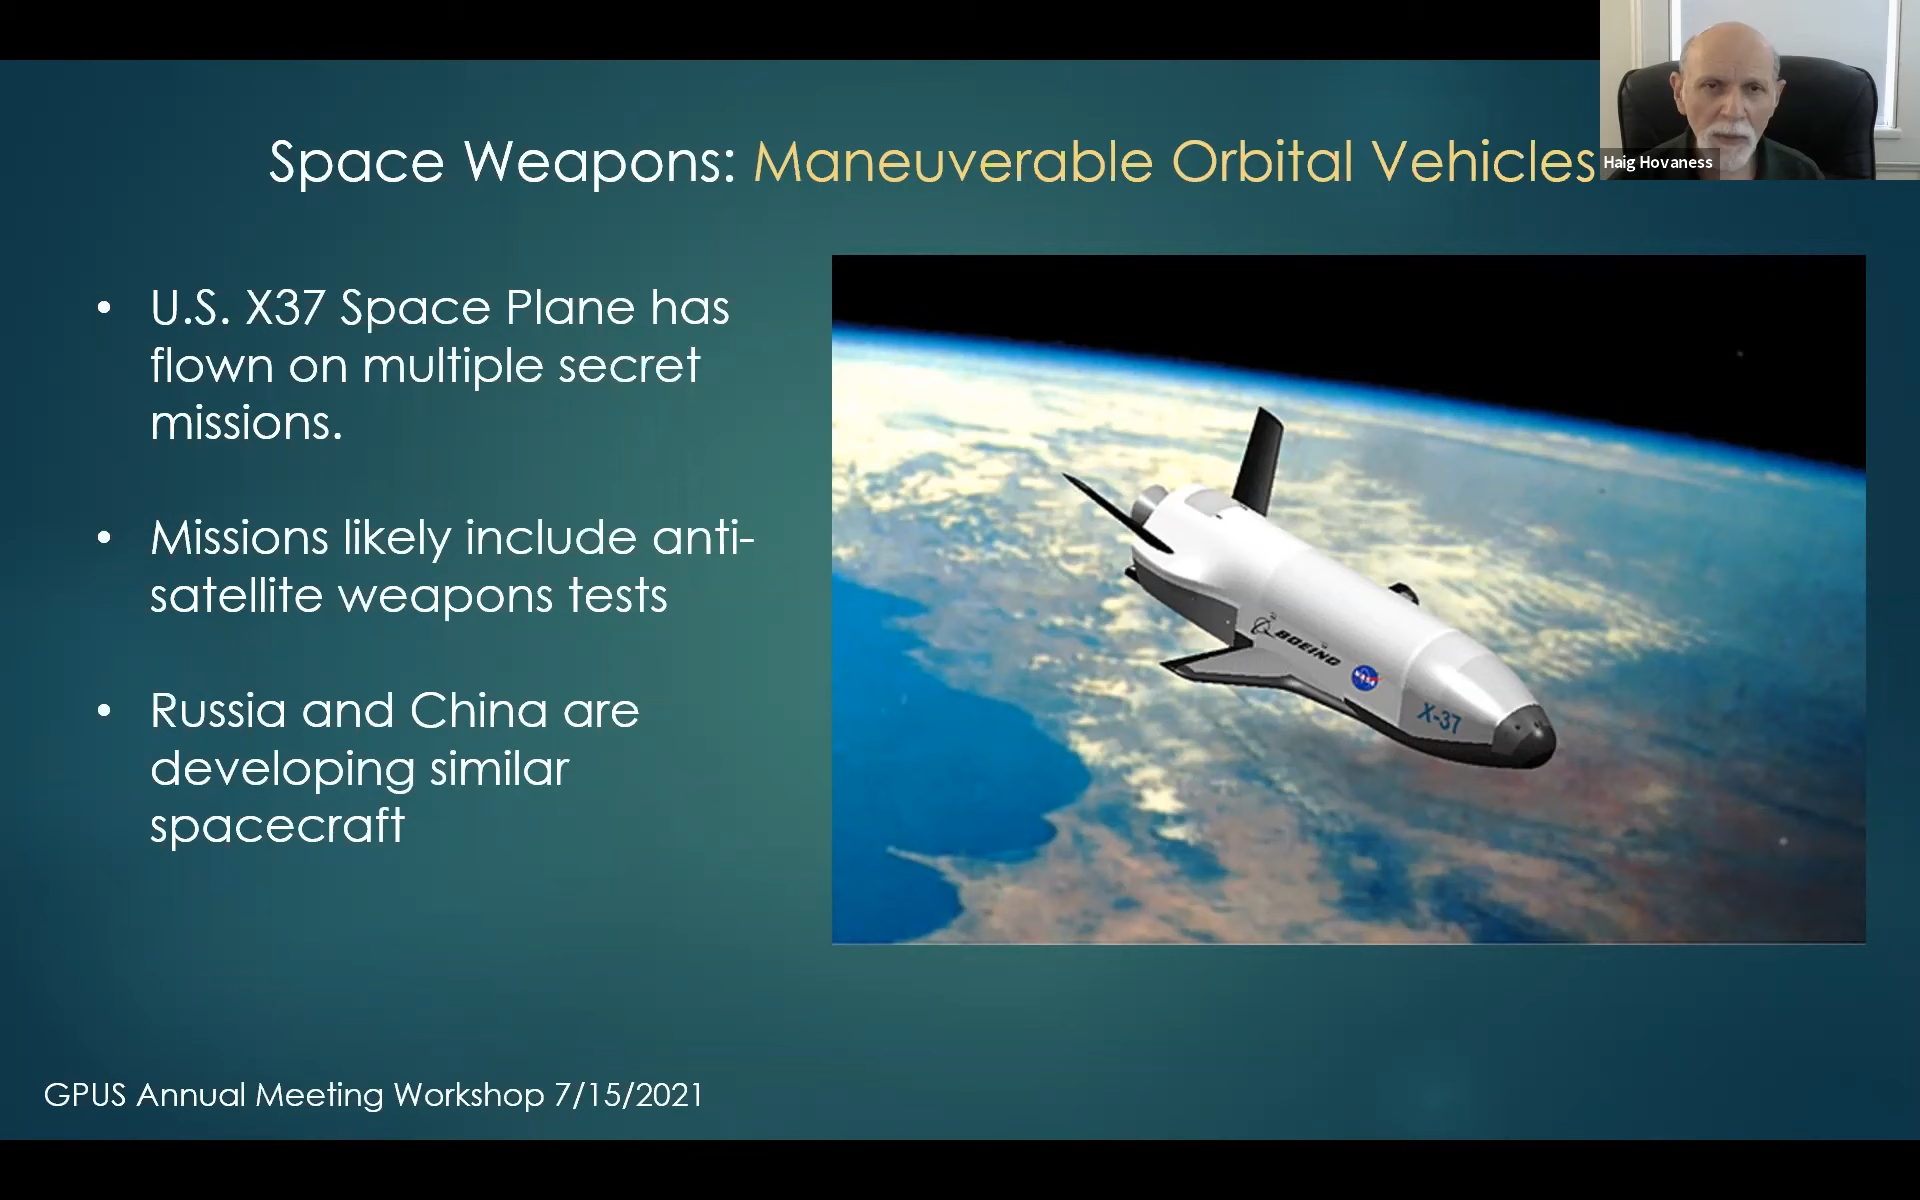 Space Weapons: Maneuverable Orbital Vehicles
Haig Hovaness
• U.S. X37 Space Plane has
flown on multiple secret
missions.
• Missions likely include anti-
satellite weapons tests
• Russia and China are
developing similar
spacecraft
BOEING
NASA
X-37
GPUS Annual Meeting Workshop 7/15/2021